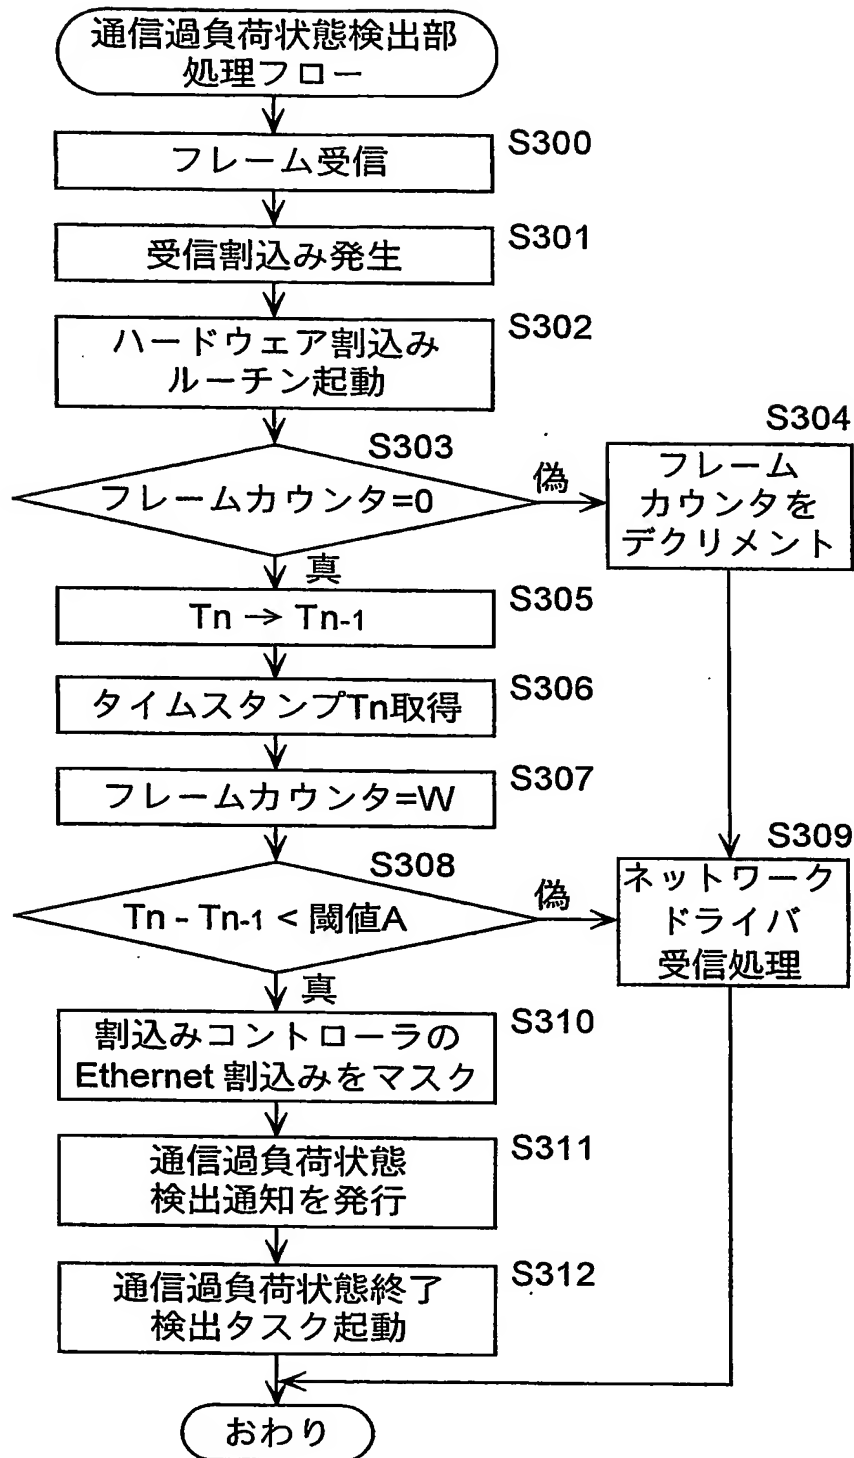 通信過負荷状態検出部
処理フロー
S300
フレーム受信
S301
受信割込み発生
S302
ハードウェア割込み
ルーチン起動
S303
フレームカウンタ=0
偽
真
S304
フレーム
カウンタを
デクリメント
S305
Tn → Tn-1
S306
タイムスタンプTn取得
S307
フレームカウンタ=W
S308
Tn - Tn-1 < 閾値A
偽
真
S309
ネットワーク
ドライバ
受信処理
S310
割込みコントローラの
Ethernet 割込みをマスク
S311
通信過負荷状態
検出通知を発行
S312
通信過負荷状態終了
検出タスク起動
おわり